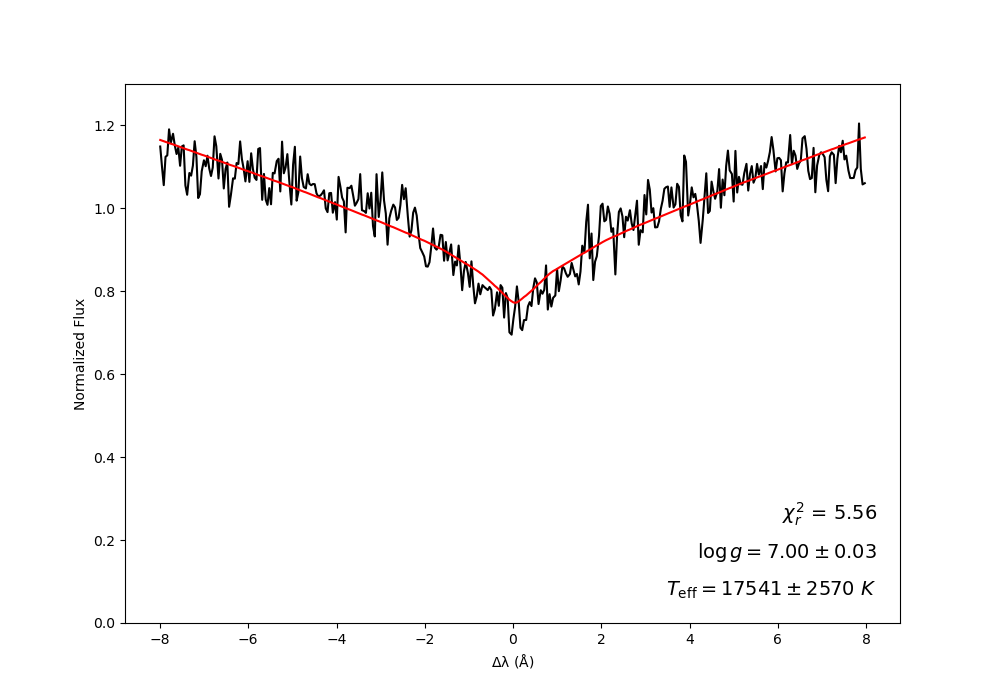 1.2
1.0
0.8
0.6
0.4
0.2
0.0
Normalized Flux
χ²ᵣ = 5.56
log g = 7.00 ± 0.03
T_eff = 17541 ± 2570 K
−8 −6 −4 −2 0 2 4 6 8
Δλ (Å)